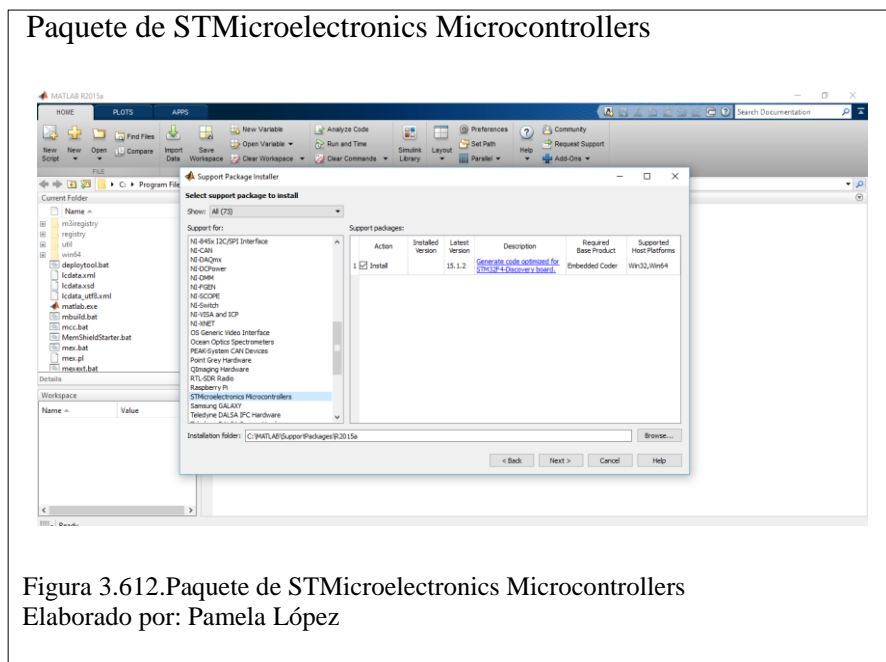 Paquete de STMicroelectronics Microcontrollers
MATLAB R2015a
HOME PLOTS APPS
Search Documentation
New Script
New
Open
Find Files
Compare
Import Data
Save Workspace
New Variable
Open Variable
Clear Workspace
Analyze Code
Run and Time
Clear Commands
Simulink Library
Layout
Preferences
Set Path
Parallel
Help
Community
Request Support
Add-Ons
FILE
C: Program File
Current Folder
Name
m3iregistry
registry
util
win64
deploytool.bat
lcdata.xml
lcdata.xsd
lcdata_utf8.xml
matlab.exe
mbuild.bat
mcc.bat
MemShieldStarter.bat
mex.bat
mex.pl
mexext.bat
Details
Workspace
Name Value
Ready
Support Package Installer
Select support package to install
Show: All (73)
Support for:
NI-845x I2C/SPI Interface
NI-CAN
NI-DAQmx
NI-DCPower
NI-DMM
NI-FGEN
NI-SCOPE
NI-Switch
NI-VISA and ICP
NI-XNET
OS Generic Video Interface
Ocean Optics Spectrometers
PEAK-System CAN Devices
Point Grey Hardware
QImaging Hardware
RTL-SDR Radio
Raspberry Pi
STMicroelectronics Microcontrollers
Samsung GALAXY
Teledyne DALSA IFC Hardware
Support packages:
Action Installed Version Latest Version Description Required Base Product Supported Host Platforms
1 Install 15.1.2 Generate code optimized for STM32F4-Discovery board. Embedded Coder Win32,Win64
Installation folder: C:\MATLAB\SupportPackages\R2015a
Browse...
< Back Next > Cancel Help
Figura 3.612.Paquete de STMicroelectronics Microcontrollers
Elaborado por: Pamela López